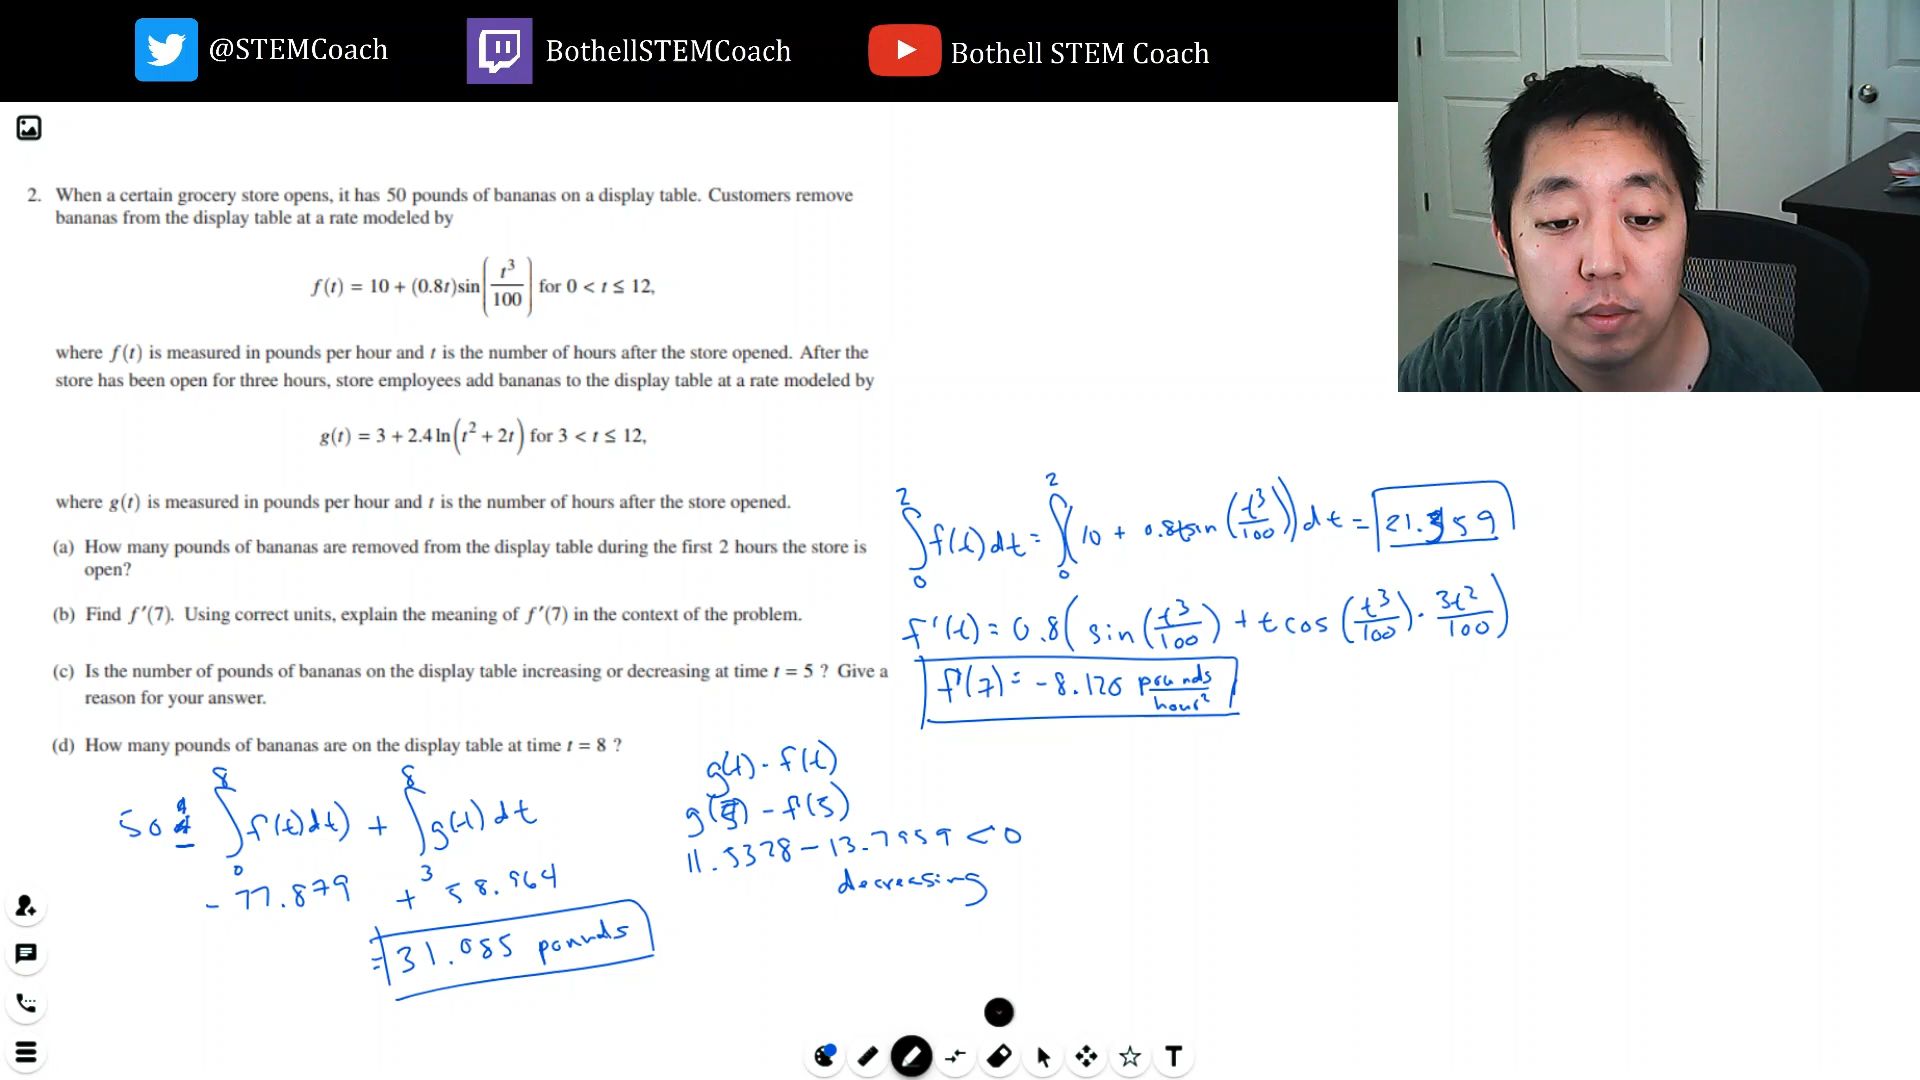 @STEMCoach
BothellSTEMCoach
Bothell STEM Coach
2. When a certain grocery store opens, it has 50 pounds of bananas on a display table. Customers remove
bananas from the display table at a rate modeled by
f(t) = 10 + (0.8t)sin(t³/100) for 0 < t ≤ 12,
where f(t) is measured in pounds per hour and t is the number of hours after the store opened. After the
store has been open for three hours, store employees add bananas to the display table at a rate modeled by
g(t) = 3 + 2.4 ln(t² + 2t) for 3 < t ≤ 12,
where g(t) is measured in pounds per hour and t is the number of hours after the store opened.
(a) How many pounds of bananas are removed from the display table during the first 2 hours the store is
open?
(b) Find f′(7). Using correct units, explain the meaning of f′(7) in the context of the problem.
(c) Is the number of pounds of bananas on the display table increasing or decreasing at time t = 5 ? Give a
reason for your answer.
(d) How many pounds of bananas are on the display table at time t = 8 ?
∫₀² f(t)dt = ∫₀² (10 + 0.8t sin(t³/100))dt = 
f'(t) = 0.8(sin(t³/100) + t cos(t³/100) · 3t²/100)
f'(7) = -8.120 pounds/hour²
50 - ∫₀⁸ f(t)dt) + ∫₃⁸ g(t)dt
- 77.879 + 58.964
= 31.085 pounds
g(t) - f(t)
g(5) - f(5)
11.5328 - 13.7959 < 0
decreasing
T